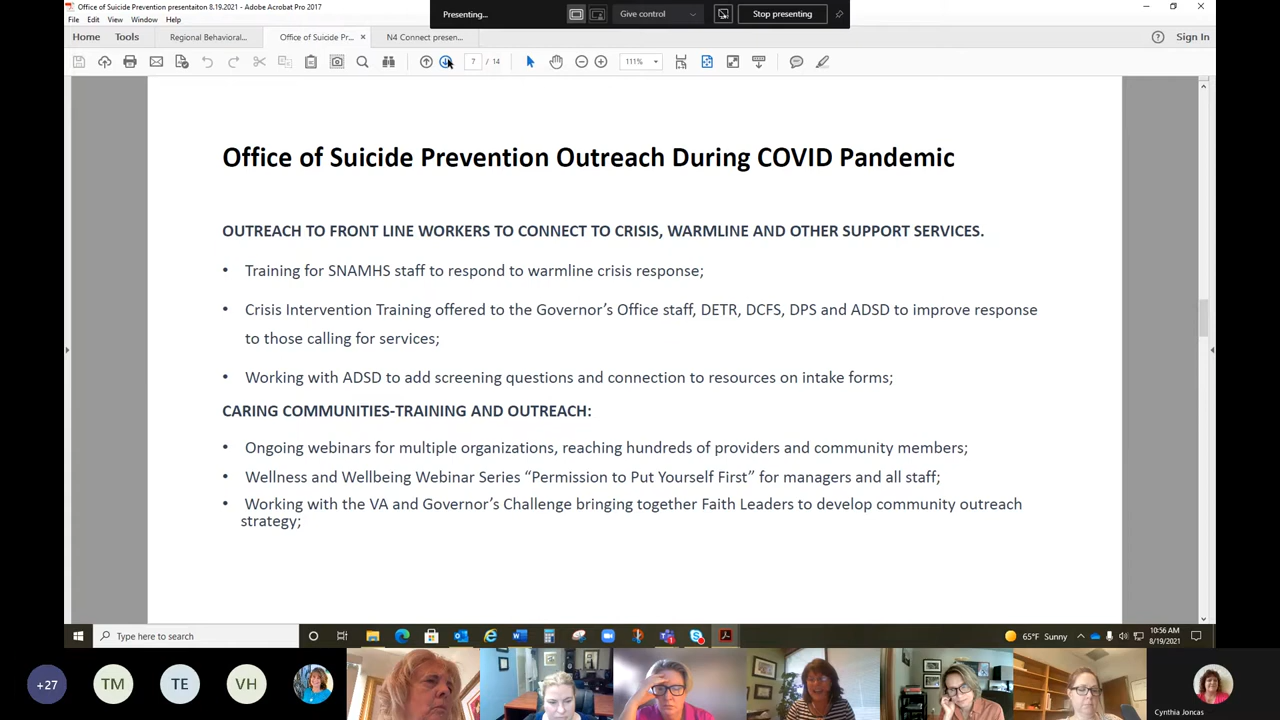 Office of Suicide Prevention presentaiton 8.19.2021 - Adobe Acrobat Pro 2017
Presenting...
Give control
Stop presenting
File Edit View Window Help
Home Tools
Regional Behavioral...
Office of Suicide Pr... ×
N4 Connect presen...
Sign In
7 / 14
111%
Office of Suicide Prevention Outreach During COVID Pandemic
OUTREACH TO FRONT LINE WORKERS TO CONNECT TO CRISIS, WARMLINE AND OTHER SUPPORT SERVICES.
• Training for SNAMHS staff to respond to warmline crisis response;
• Crisis Intervention Training offered to the Governor’s Office staff, DETR, DCFS, DPS and ADSD to improve response
to those calling for services;
• Working with ADSD to add screening questions and connection to resources on intake forms;
CARING COMMUNITIES-TRAINING AND OUTREACH:
• Ongoing webinars for multiple organizations, reaching hundreds of providers and community members;
• Wellness and Wellbeing Webinar Series “Permission to Put Yourself First” for managers and all staff;
• Working with the VA and Governor’s Challenge bringing together Faith Leaders to develop community outreach
strategy;
Type here to search
65°F Sunny
10:56 AM
8/19/2021
+27
TM
TE
VH
Cynthia Joncas